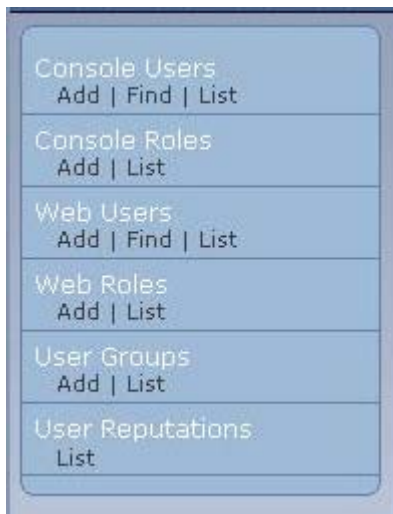 Console Users
Add | Find | List
Console Roles
Add | List
Web Users
Add | Find | List
Web Roles
Add | List
User Groups
Add | List
User Reputations
List